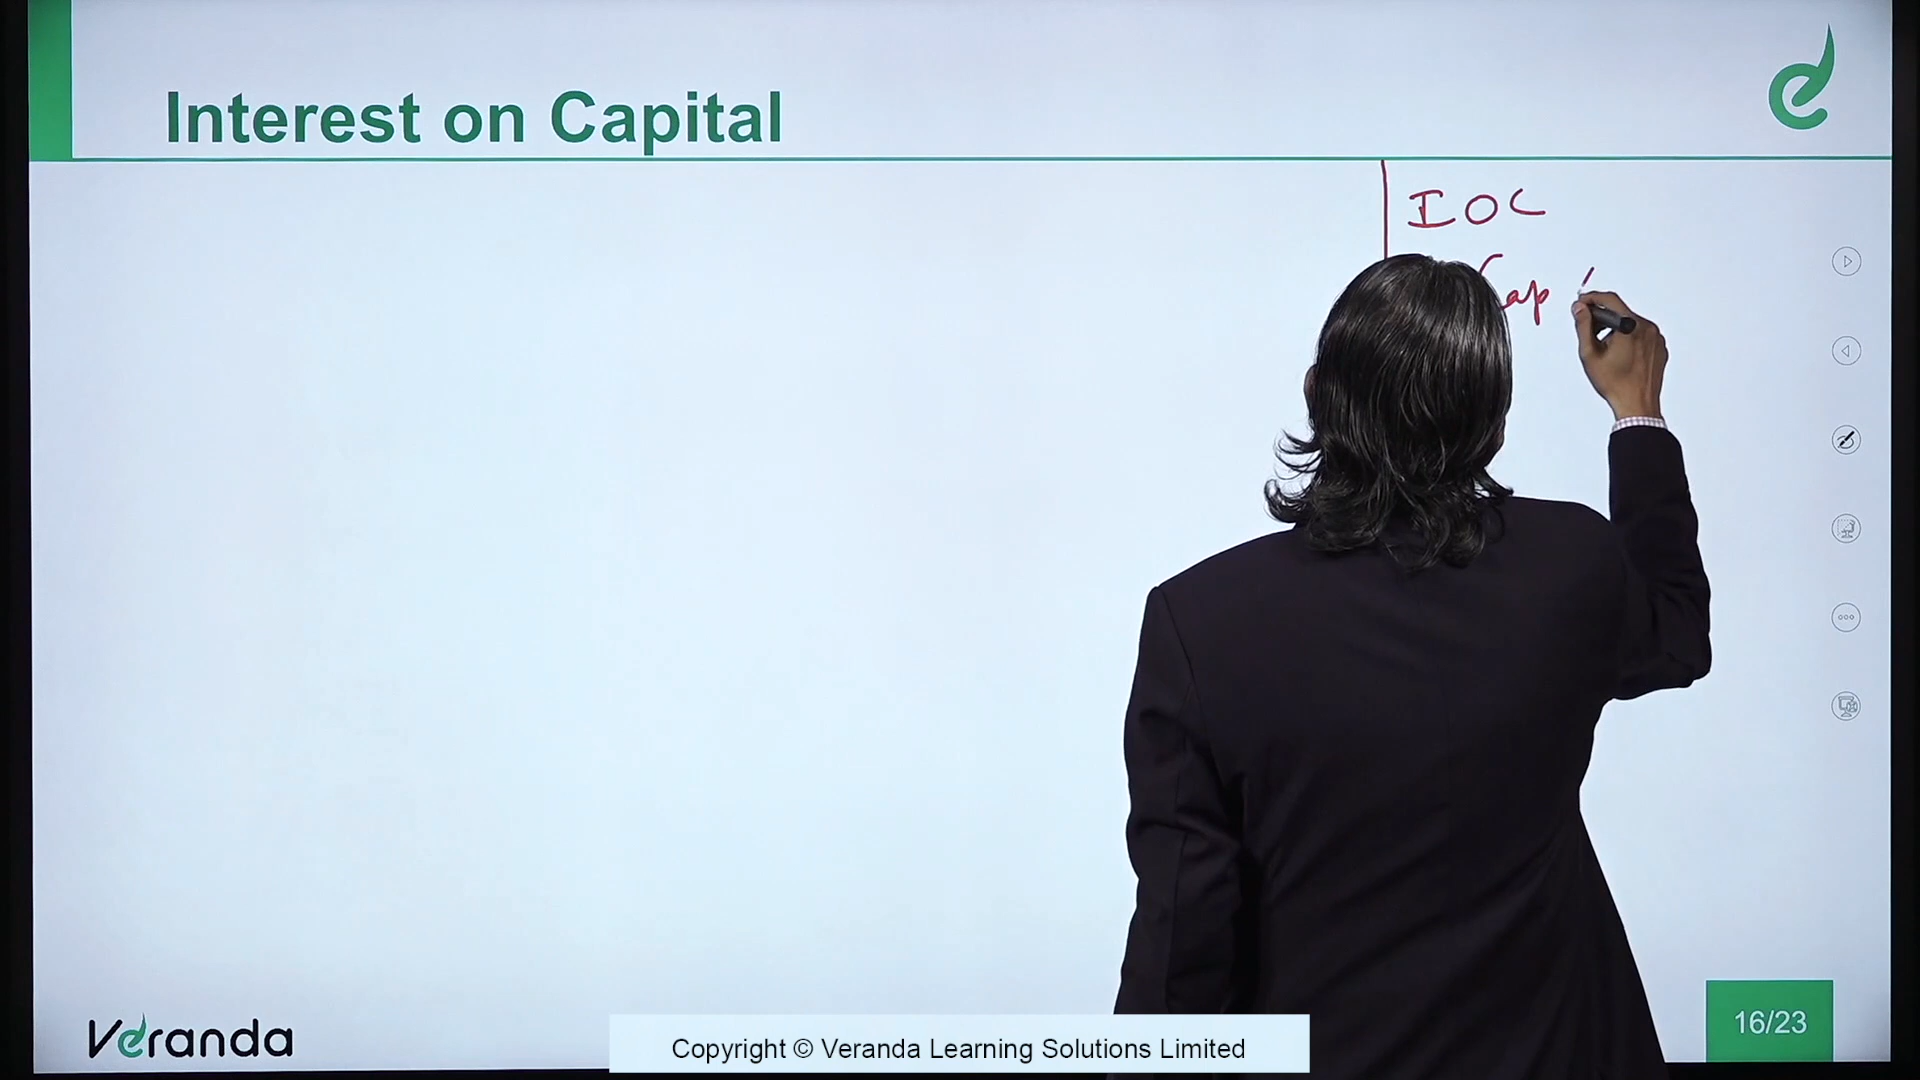 Interest on Capital
IOC
Cap
Veranda
Copyright © Veranda Learning Solutions Limited
16/23